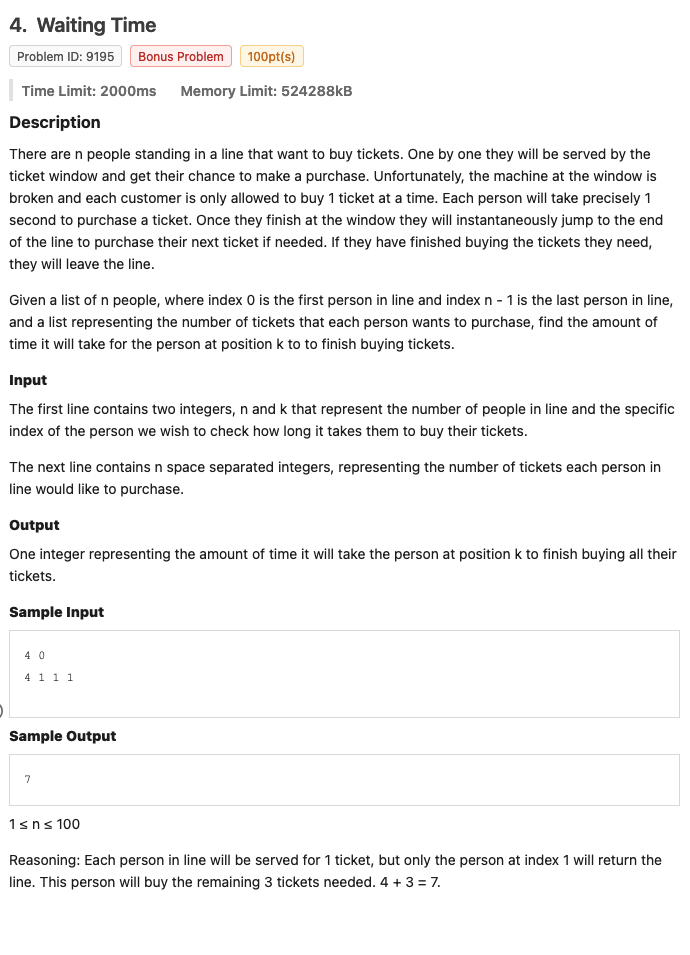 4. Waiting Time
Problem ID: 9195 Bonus Problem 100pt(s)
Time Limit: 2000ms Memory Limit: 524288kB
Description
There are n people standing in a line that want to buy tickets. One by one they will be served by the
ticket window and get their chance to make a purchase. Unfortunately, the machine at the window is
broken and each customer is only allowed to buy 1 ticket at a time. Each person will take precisely 1
second to purchase a ticket. Once they finish at the window they will instantaneously jump to the end
of the line to purchase their next ticket if needed. If they have finished buying the tickets they need,
they will leave the line.
Given a list of n people, where index 0 is the first person in line and index n - 1 is the last person in line,
and a list representing the number of tickets that each person wants to purchase, find the amount of
time it will take for the person at position k to to finish buying tickets.
Input
The first line contains two integers, n and k that represent the number of people in line and the specific
index of the person we wish to check how long it takes them to buy their tickets.
The next line contains n space separated integers, representing the number of tickets each person in
line would like to purchase.
Output
One integer representing the amount of time it will take the person at position k to finish buying all their
tickets.
Sample Input
4 0
4 1 1 1
Sample Output
7
1 ≤ n ≤ 100
Reasoning: Each person in line will be served for 1 ticket, but only the person at index 1 will return the
line. This person will buy the remaining 3 tickets needed. 4 + 3 = 7.